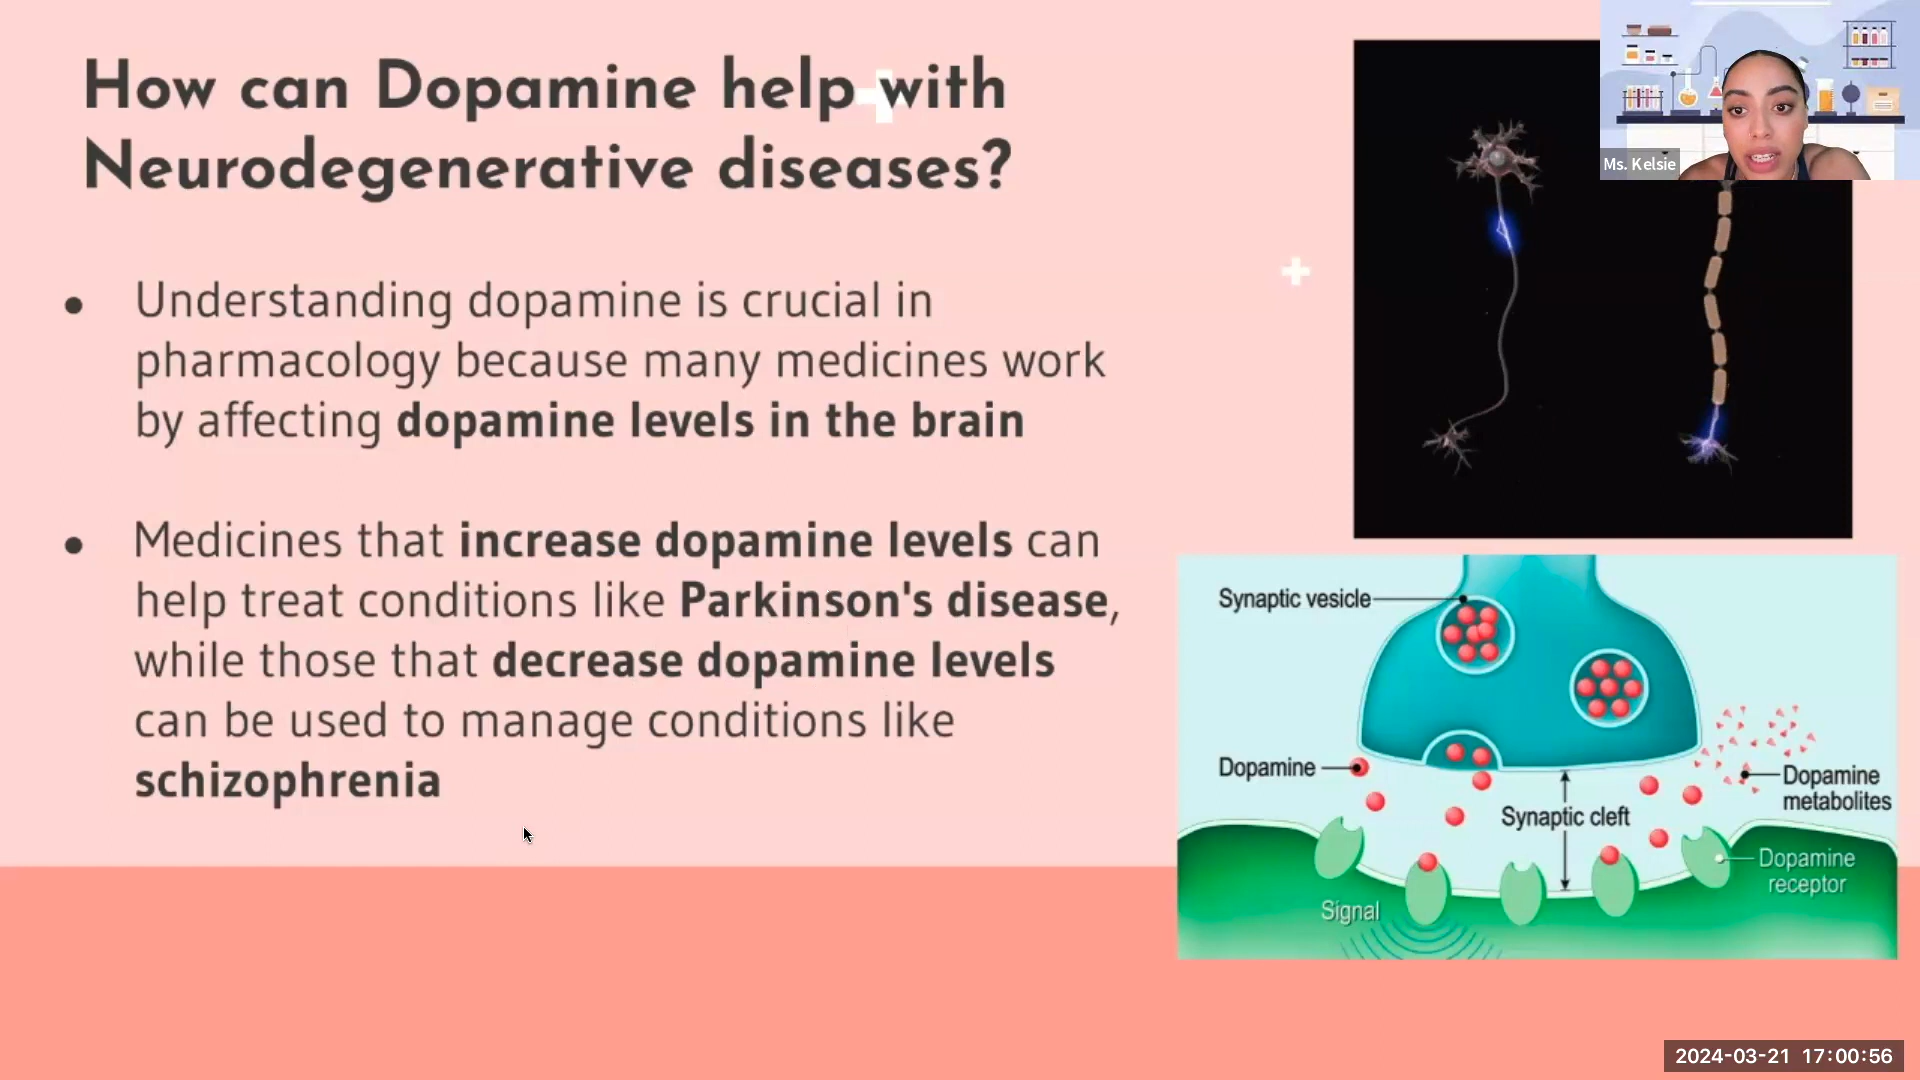 How can Dopamine help with
Neurodegenerative diseases?
Ms. Kelsie
● Understanding dopamine is crucial in
pharmacology because many medicines work
by affecting dopamine levels in the brain
● Medicines that increase dopamine levels can
help treat conditions like Parkinson's disease,
while those that decrease dopamine levels
can be used to manage conditions like
schizophrenia
Synaptic vesicle
Dopamine
Synaptic cleft
Dopamine
metabolites
Dopamine
receptor
Signal
2024-03-21 17:00:56